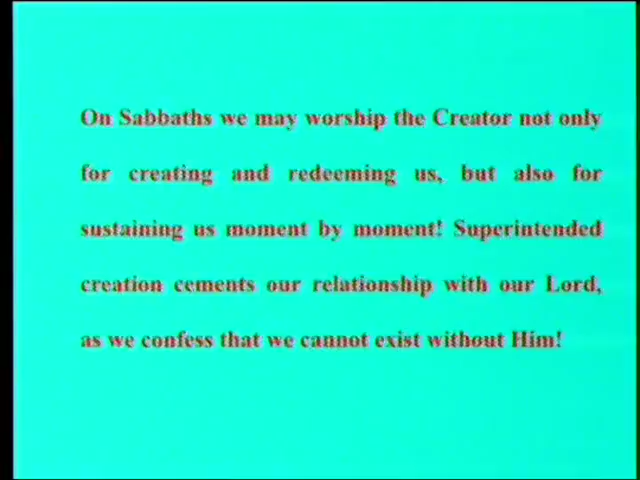 On Sabbaths we may worship the Creator not only
for creating and redeeming us, but also for
sustaining us moment by moment! Superintended
creation cements our relationship with our Lord,
as we confess that we cannot exist without Him!